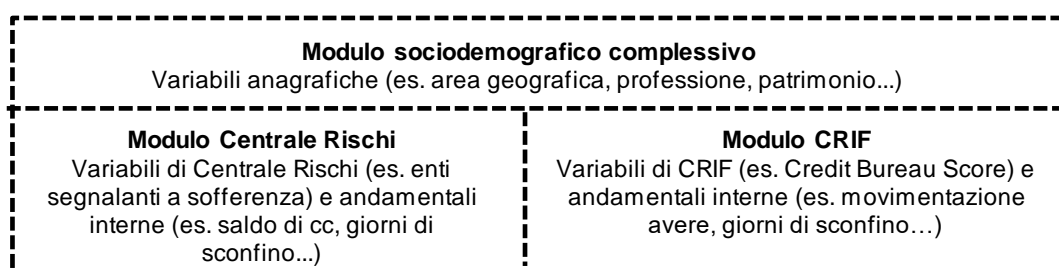 Modulo sociodemografico complessivo
Variabili anagrafiche (es. area geografica, professione, patrimonio...)
Modulo Centrale Rischi
Variabili di Centrale Rischi (es. enti
segnalanti a sofferenza) e andamentali
interne (es. saldo di cc, giorni di
sconfino...)
Modulo CRIF
Variabili di CRIF (es. Credit Bureau Score) e
andamentali interne (es. movimentazione
avere, giorni di sconfino…)